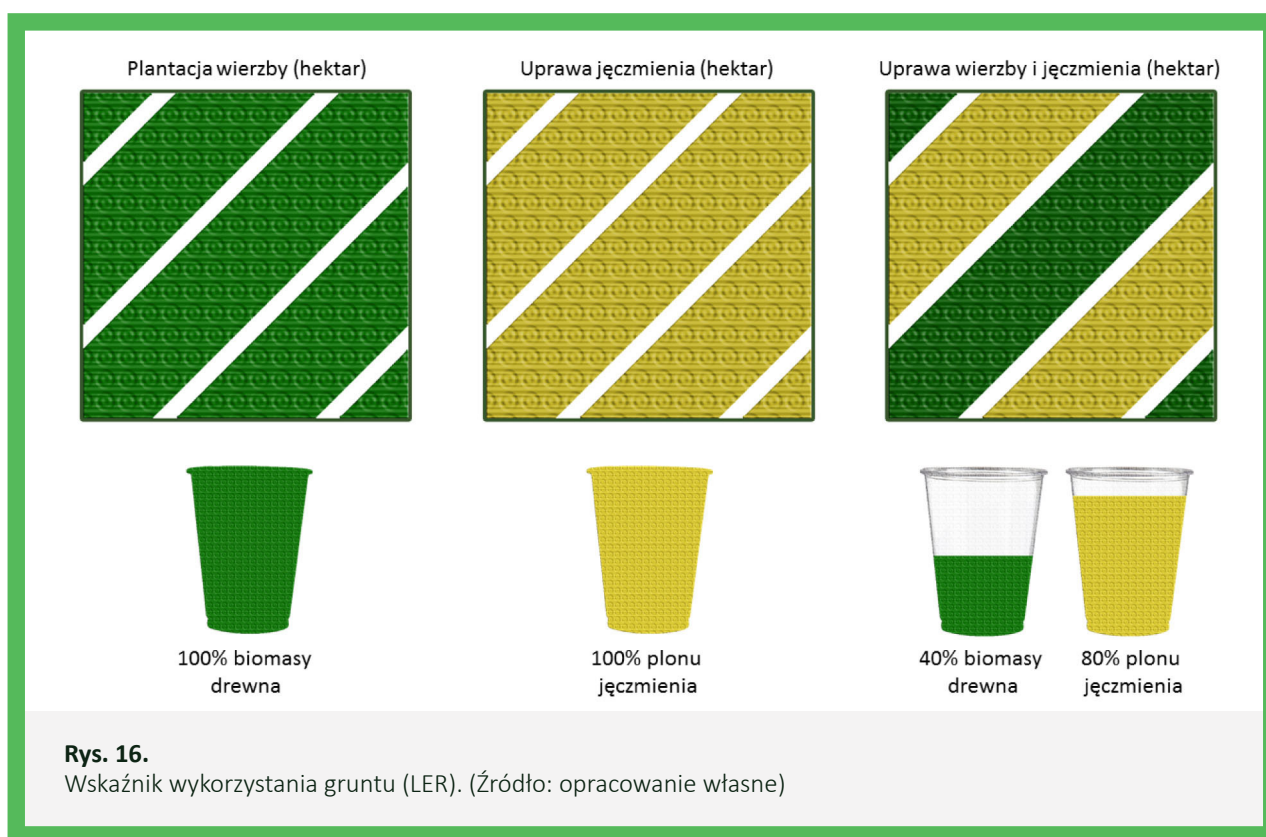 Plantacja wierzby (hektar)
Uprawa jęczmienia (hektar)
Uprawa wierzby i jęczmienia (hektar)
100% biomasy
drewna
100% plonu
jęczmienia
40% biomasy
drewna
80% plonu
jęczmienia
Rys. 16.
Wskaźnik wykorzystania gruntu (LER). (Źródło: opracowanie własne)